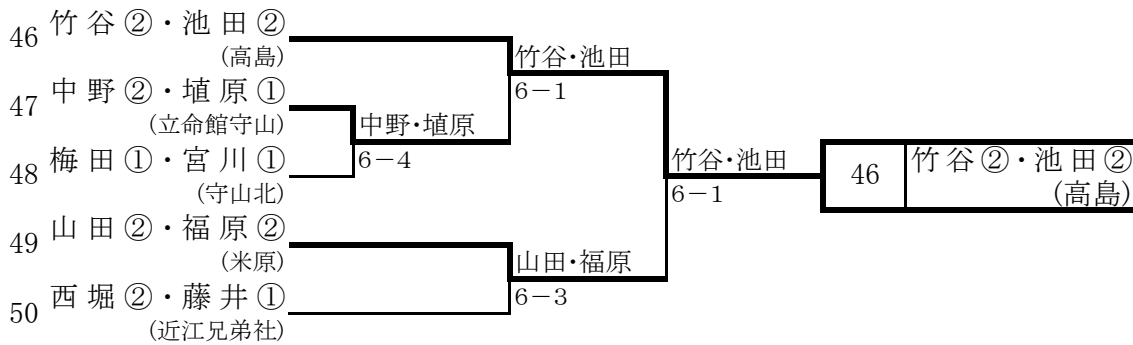 46 竹谷②・池田②
(高島)
47 中野②・埴原①
(立命館守山)
48 梅田①・宮川①
(守山北)
49 山田②・福原②
(米原)
50 西堀②・藤井①
(近江兄弟社)
中野・埴原
6-4
竹谷・池田
6-1
山田・福原
6-3
竹谷・池田
6-1
46 竹谷②・池田②
(高島)